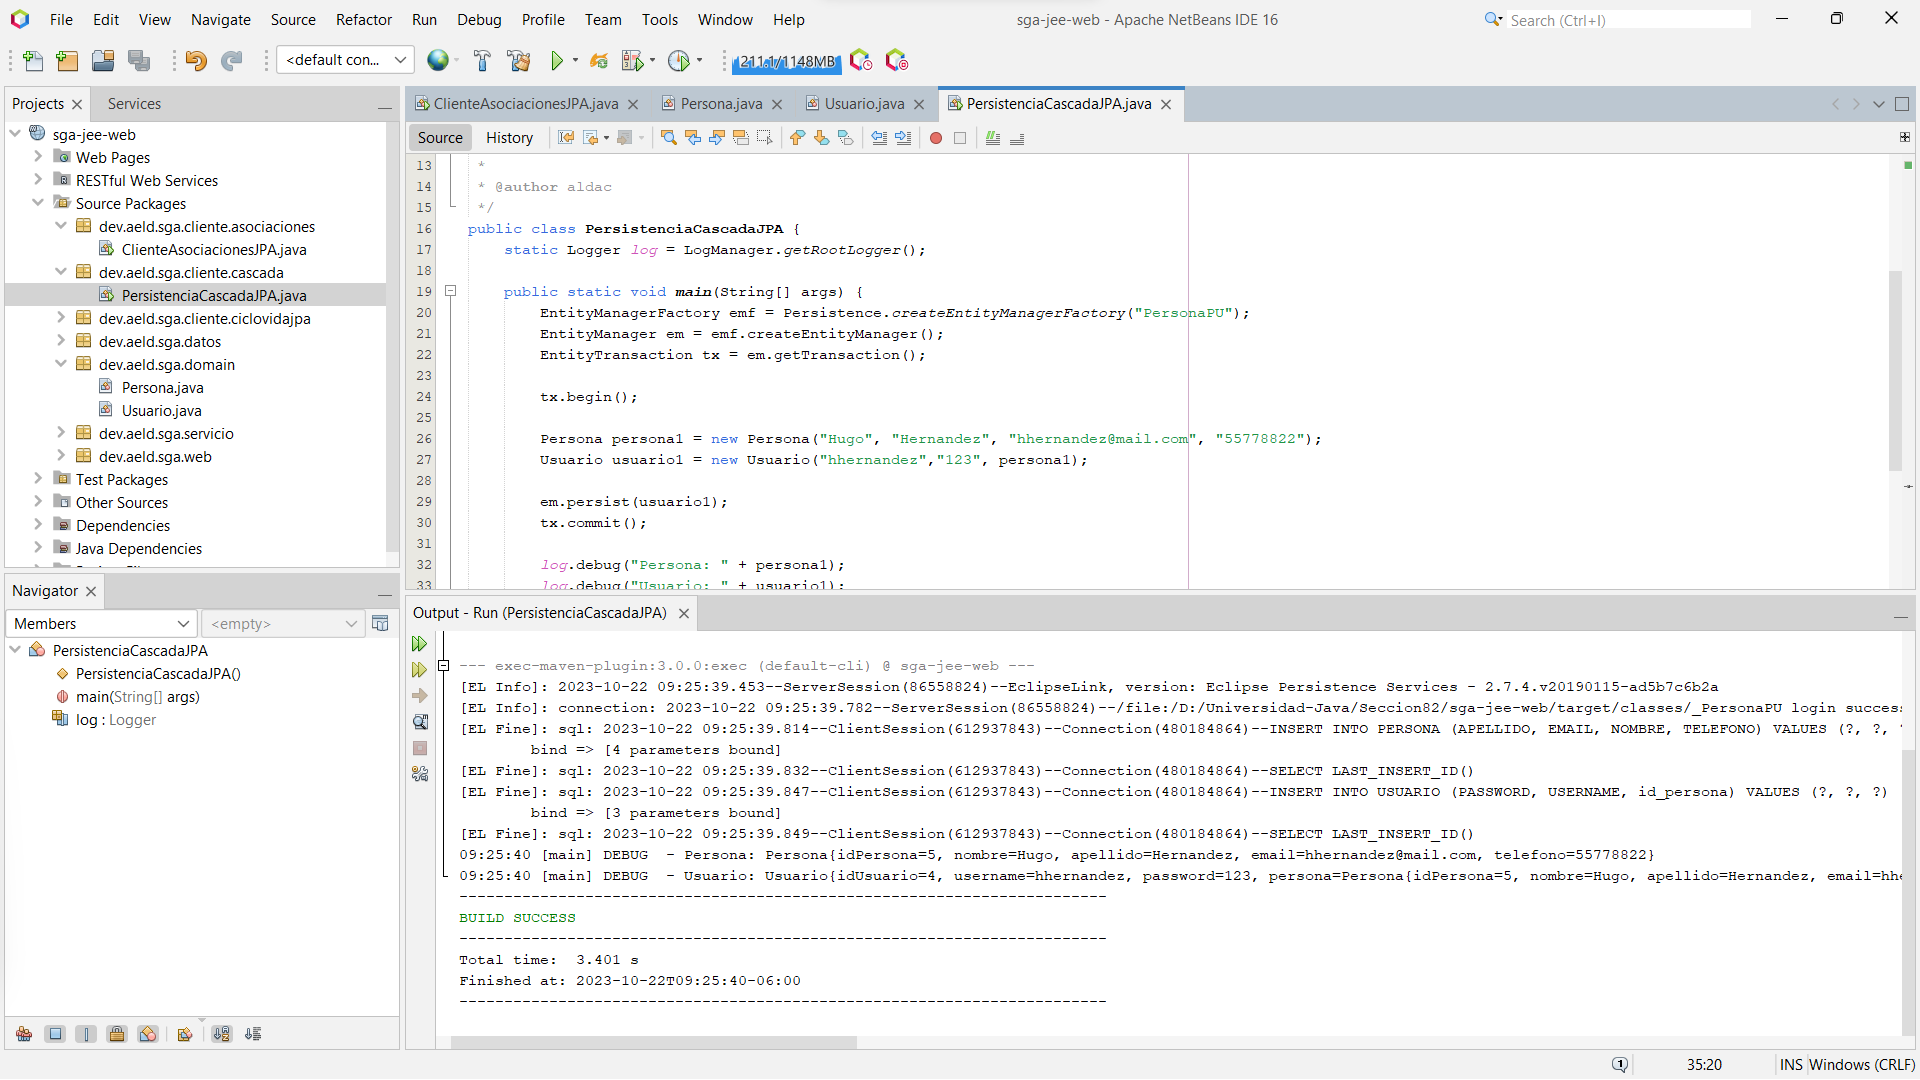 File Edit View Navigate Source Refactor Run Debug Profile Team Tools Window Help
sga-jee-web - Apache NetBeans IDE 16
Search (Ctrl+I)
<default con...
211.1/1148MB
Projects
Services
sga-jee-web
Web Pages
RESTful Web Services
Source Packages
dev.aeld.sga.cliente.asociaciones
ClienteAsociacionesJPA.java
dev.aeld.sga.cliente.cascada
PersistenciaCascadaJPA.java
dev.aeld.sga.cliente.ciclovidajpa
dev.aeld.sga.datos
dev.aeld.sga.domain
Persona.java
Usuario.java
dev.aeld.sga.servicio
dev.aeld.sga.web
Test Packages
Other Sources
Dependencies
Java Dependencies
Navigator
Members
<empty>
PersistenciaCascadaJPA
PersistenciaCascadaJPA()
main(String[] args)
log : Logger
ClienteAsociacionesJPA.java
Persona.java
Usuario.java
PersistenciaCascadaJPA.java
Source
History
13 *
14 * @author aldac
15 */
16 public class PersistenciaCascadaJPA {
17 static Logger log = LogManager.getRootLogger();
18
19 public static void main(String[] args) {
20 EntityManagerFactory emf = Persistence.createEntityManagerFactory("PersonaPU");
21 EntityManager em = emf.createEntityManager();
22 EntityTransaction tx = em.getTransaction();
23
24 tx.begin();
25
26 Persona persona1 = new Persona("Hugo", "Hernandez", "hhernandez@mail.com", "55778822");
27 Usuario usuario1 = new Usuario("hhernandez","123", persona1);
28
29 em.persist(usuario1);
30 tx.commit();
31
32 log.debug("Persona: " + persona1);
33 log.debug("Usuario: " + usuario1);
Output - Run (PersistenciaCascadaJPA)
--- exec-maven-plugin:3.0.0:exec (default-cli) @ sga-jee-web ---
[EL Info]: 2023-10-22 09:25:39.453--ServerSession(86558824)--EclipseLink, version: Eclipse Persistence Services - 2.7.4.v20190115-ad5b7c6b2a
[EL Info]: connection: 2023-10-22 09:25:39.782--ServerSession(86558824)--/file:/D:/Universidad-Java/Seccion82/sga-jee-web/target/classes/_PersonaPU login succes
[EL Fine]: sql: 2023-10-22 09:25:39.814--ClientSession(612937843)--Connection(480184864)--INSERT INTO PERSONA (APELLIDO, EMAIL, NOMBRE, TELEFONO) VALUES (?, ?,
bind => [4 parameters bound]
[EL Fine]: sql: 2023-10-22 09:25:39.832--ClientSession(612937843)--Connection(480184864)--SELECT LAST_INSERT_ID()
[EL Fine]: sql: 2023-10-22 09:25:39.847--ClientSession(612937843)--Connection(480184864)--INSERT INTO USUARIO (PASSWORD, USERNAME, id_persona) VALUES (?, ?, ?)
bind => [3 parameters bound]
[EL Fine]: sql: 2023-10-22 09:25:39.849--ClientSession(612937843)--Connection(480184864)--SELECT LAST_INSERT_ID()
09:25:40 [main] DEBUG - Persona: Persona{idPersona=5, nombre=Hugo, apellido=Hernandez, email=hhernandez@mail.com, telefono=55778822}
09:25:40 [main] DEBUG - Usuario: Usuario{idUsuario=4, username=hhernandez, password=123, persona=Persona{idPersona=5, nombre=Hugo, apellido=Hernandez, email=hhe
------------------------------------------------------------------------
BUILD SUCCESS
------------------------------------------------------------------------
Total time: 3.401 s
Finished at: 2023-10-22T09:25:40-06:00
------------------------------------------------------------------------
1
35:20
INS
Windows (CRLF)